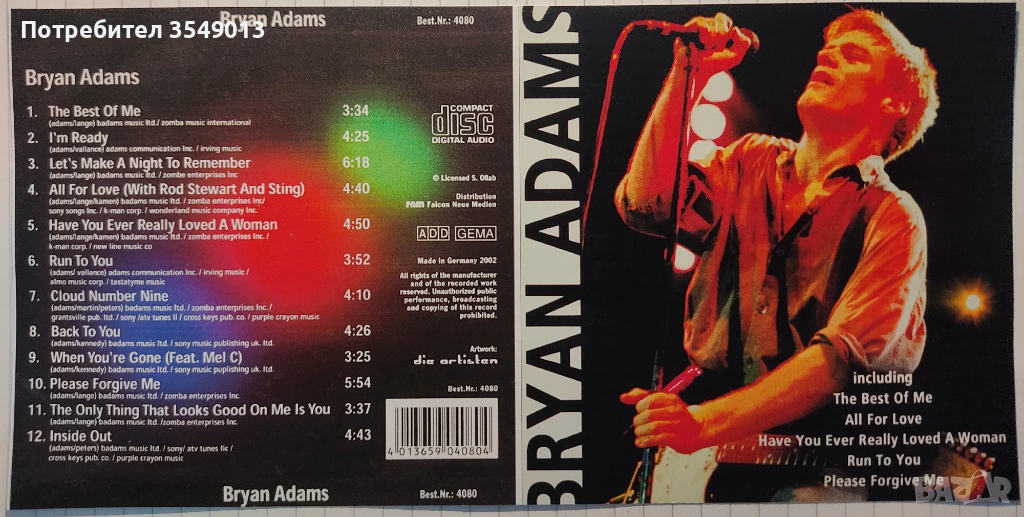 Потребител 3549013
Bryan Adams
Best.Nr.: 4080
Bryan Adams
1. The Best Of Me 3:34
(adams/lange) badams music ltd./ zomba music international
2. I'm Ready 4:25
(adams/vallance) adams communication Inc. / irving music
3. Let's Make A Night To Remember 6:18
(adams/lange) badams music ltd. / zombe enterprises Inc
4. All For Love (With Rod Stewart And Sting) 4:40
(adams/lange/kamen) badams music ltd. / zomba enterprises Inc/
sony songs Inc. / k-man corp. / wonderland music company Inc.
5. Have You Ever Really Loved A Woman 4:50
(adams/lange/kamen) badams music ltd. / zomba enterprises Inc. /
k-man corp. / new line music co
6. Run To You 3:52
(adams/ vallance) adams communication Inc. / irving music /
almo music corp. / testatyme music
7. Cloud Number Nine 4:10
(adams/martin/peters) badams music ltd. / zomba enterprises Inc. /
grantsville pub. ltd. / sony /atv tunes ll / cross keys pub. co. / purple crayon music
8. Back To You 4:26
(adams/kennedy) badams music ltd. / sony music puplishing uk. ltd.
9. When You're Gone (Feat. Mel C) 3:25
(adams/kennedy) badams music ltd. / sony music puplishing uk. ltd.
10. Please Forgive Me 5:54
(adams/lange) badams music ltd. / zomba enterprises Inc.
11. The Only Thing That Looks Good On Me Is You 3:37
(adams/lang) badams music ltd. /zomba enterprises Inc.
12. Inside Out 4:43
(adams/peters) badams music ltd. / sony/ atv tunes llc /
cross keys pub. co. / purple crayon music
COMPACT
disc
DIGITAL AUDIO
© Licensed S. Ollab
Distribution
FNM Falcon Neue Medien
ADD GEMA
Made in Germany 2002
All rights of the manufacturer
and of the recorded work
reserved. Unauthorized public
performance, broadcasting
and copying of this record
prohibited.
Artwork:
die artisten
Best.Nr.: 4080
4 013659 040804
Bryan Adams
Best.Nr.: 4080
BRYAN ADAMS
including
The Best Of Me
All For Love
Have You Ever Really Loved A Woman
Run To You
Please Forgive Me
BAZAR